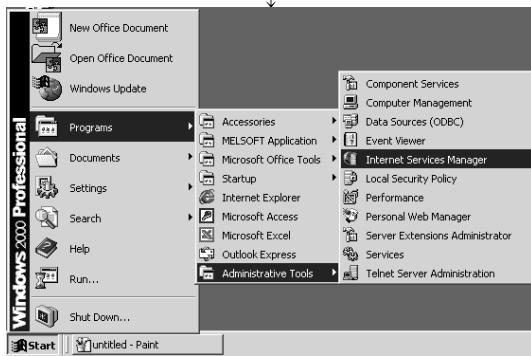 New Office Document
Open Office Document
Windows Update
Programs
Documents
Settings
Search
Help
Run...
Shut Down...
Windows 2000 Professional
Accessories
MELSOFT Application
Microsoft Office Tools
Startup
Internet Explorer
Microsoft Access
Microsoft Excel
Outlook Express
Administrative Tools
Component Services
Computer Management
Data Sources (ODBC)
Event Viewer
Internet Services Manager
Local Security Policy
Performance
Personal Web Manager
Server Extensions Administrator
Services
Telnet Server Administration
Start
untitled - Paint